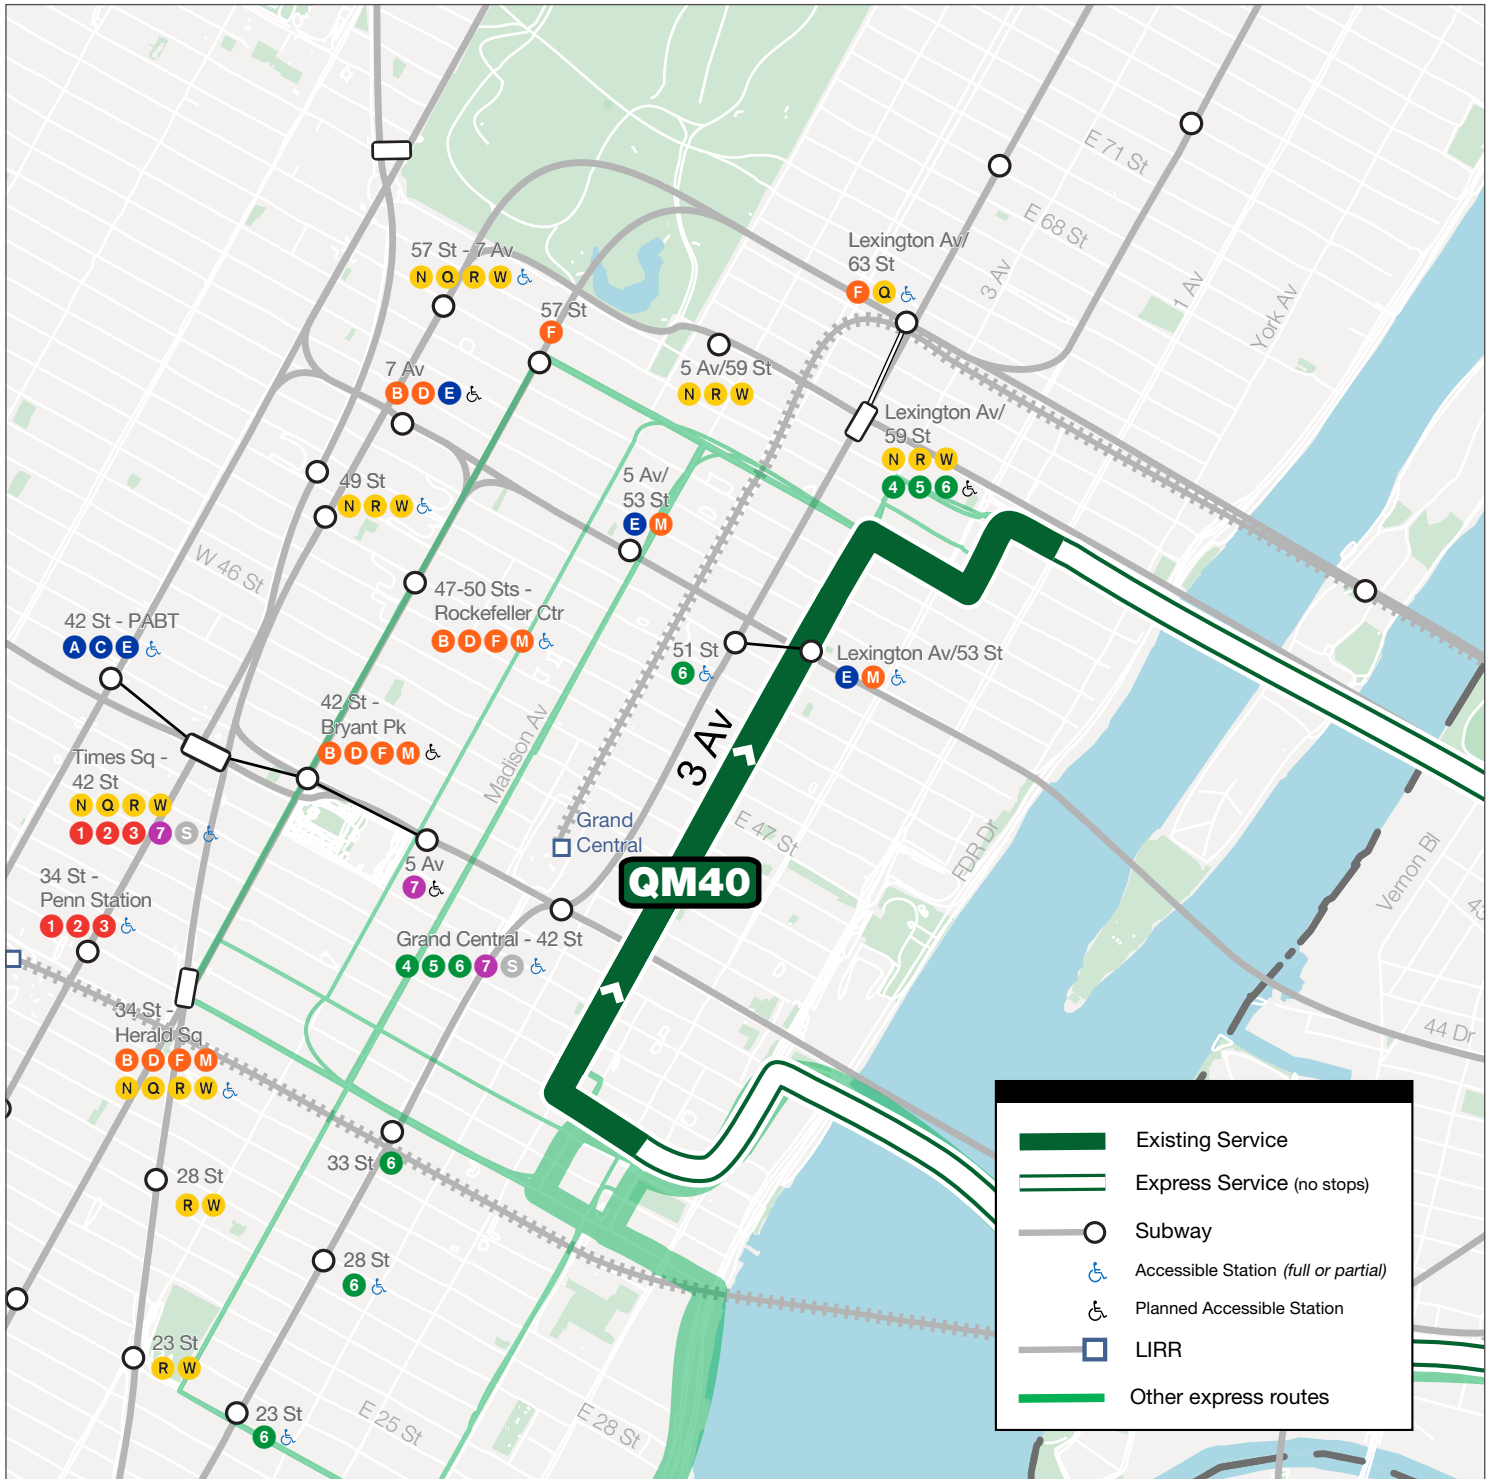 E 71 St
E 68 St
Lexington Av/
63 St
F Q
3 Av
1 Av
York Av
57 St - 7 Av
N Q R W
57 St
F
5 Av/59 St
N R W
7 Av
B D E
Lexington Av/
59 St
N R W
4 5 6
49 St
N R W
5 Av/
53 St
E M
W 46 St
47-50 Sts -
Rockefeller Ctr
B D F M
42 St - PABT
A C E
51 St
6
Lexington Av/53 St
E M
42 St -
Bryant Pk
B D F M
Madison Av
3 Av
Times Sq -
42 St
N Q R W
1 2 3 7 S
Grand
Central
E 47 St
FDR Dr
Vernon Bl
43
5 Av
7
QM40
34 St -
Penn Station
1 2 3
Grand Central - 42 St
4 5 6 7 S
34 St -
Herald Sq
B D F M
N Q R W
44 Dr
33 St 6
28 St
R W
28 St
6
23 St
R W
23 St
6
E 25 St
E 28 St
Existing Service
Express Service (no stops)
Subway
Accessible Station (full or partial)
Planned Accessible Station
LIRR
Other express routes